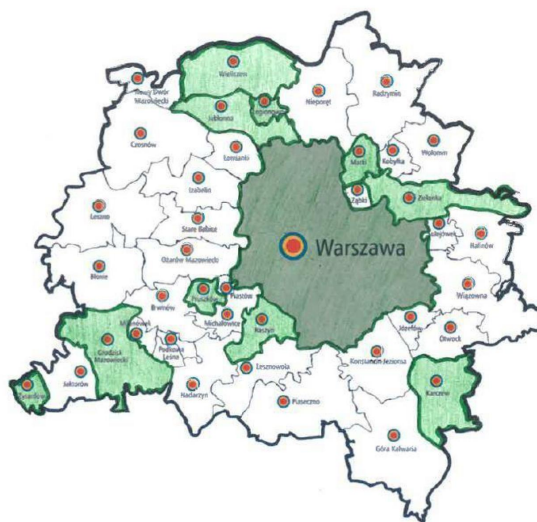 Wieliszew
Nowy Dwór
Mazowiecki
Jabłonna
Legionowo
Nieporęt
Radzymin
Czosnów
Łomianki
Marki
Kobyłka
Wołomin
Izabelin
Ząbki
Zielonka
Leszno
Stare Babice
Sulejówek
Halinów
Warszawa
Ożarów Mazowiecki
Błonie
Wiązowna
Brwinów
Pruszków
Piastów
Michałowice
Raszyn
Józefów
Otwock
Milanówek
Grodzisk
Mazowiecki
Podkowa
Leśna
Konstancin-Jeziorna
Lesznowola
Żyrardów
Jaktorów
Nadarzyn
Piaseczno
Karczew
Góra Kalwaria